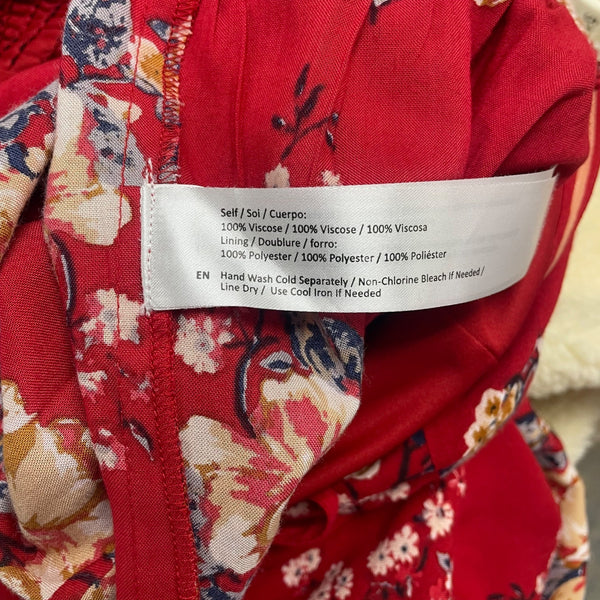 Self / Soi / Cuerpo:
100% Viscose / 100% Viscose / 100% Viscosa
Lining / Doublure / forro:
100% Polyester / 100% Polyester / 100% Poliéster
EN Hand Wash Cold Separately / Non-Chlorine Bleach If Needed /
Line Dry / Use Cool Iron If Needed